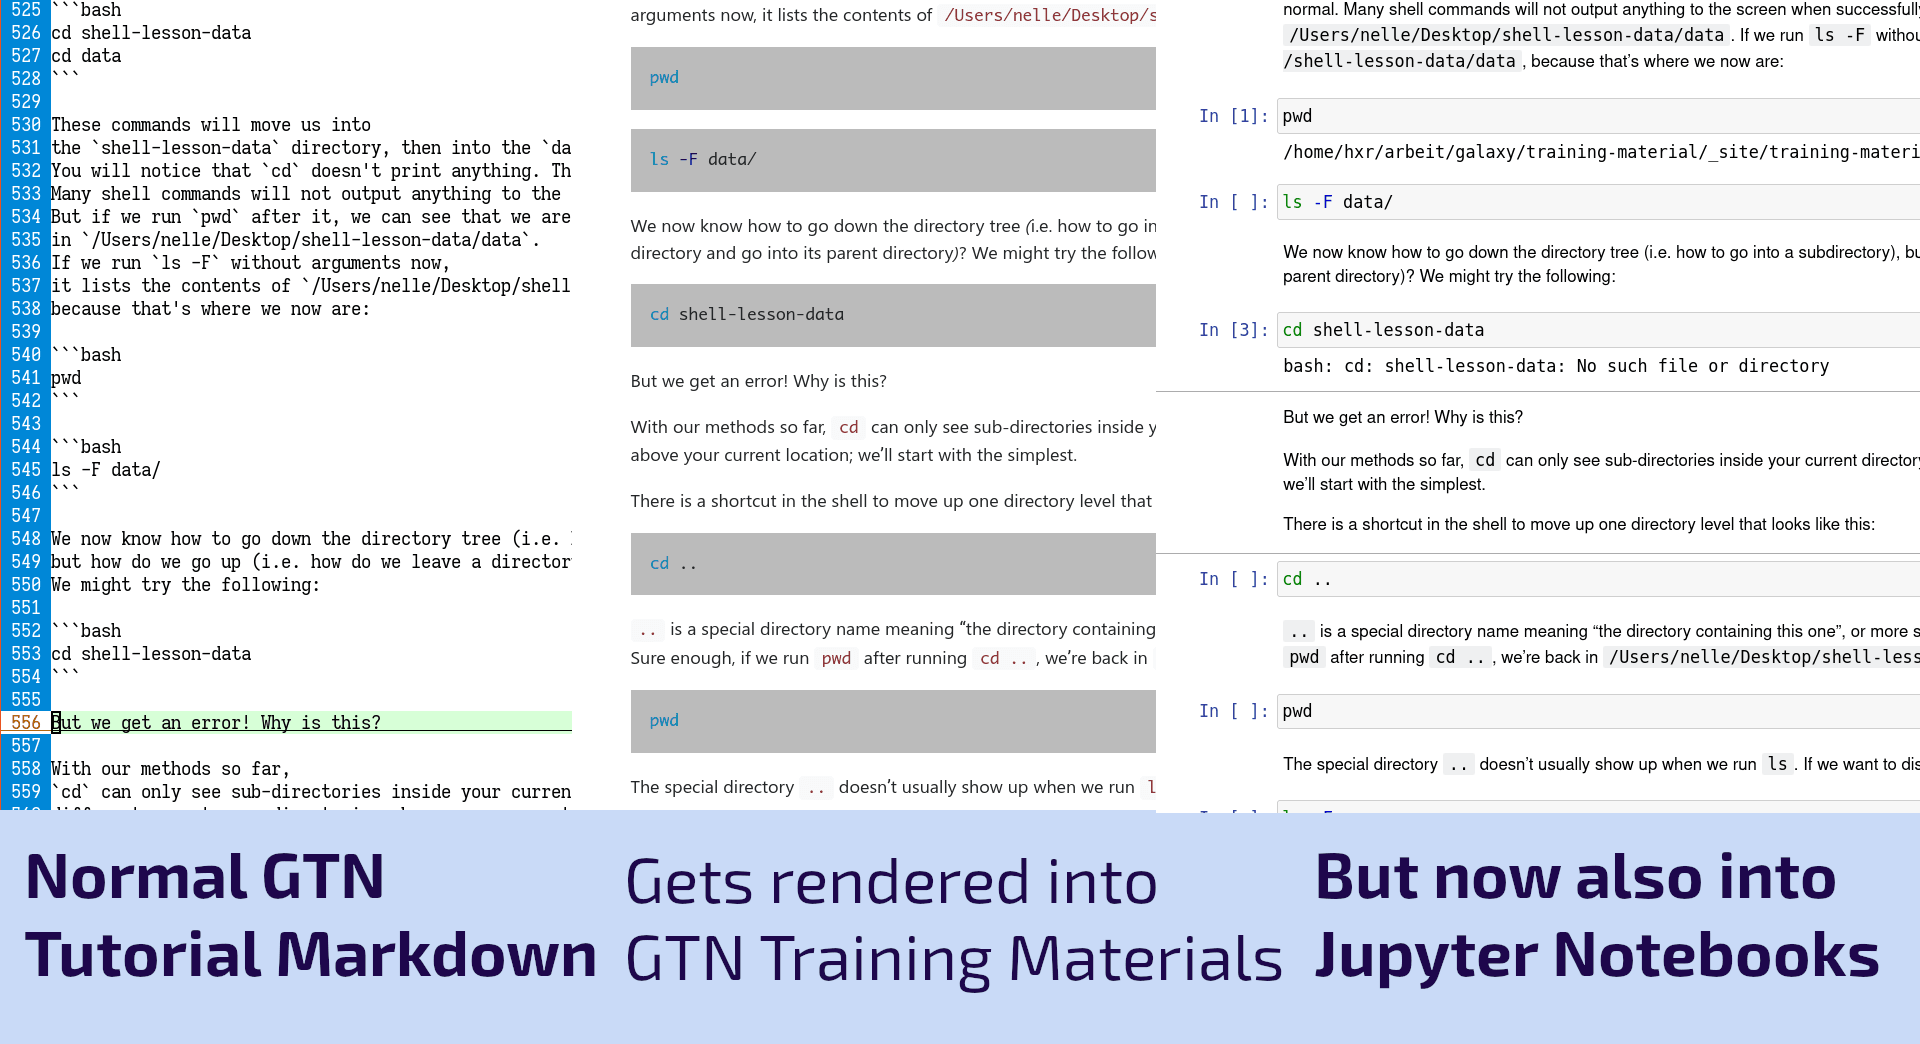 525 ```bash
526 cd shell-lesson-data
527 cd data
528 ```
529
530 These commands will move us into
531 the `shell-lesson-data` directory, then into the `da
532 You will notice that `cd` doesn't print anything. Th
533 Many shell commands will not output anything to the
534 But if we run `pwd` after it, we can see that we are
535 in `/Users/nelle/Desktop/shell-lesson-data/data`.
536 If we run `ls -F` without arguments now,
537 it lists the contents of `/Users/nelle/Desktop/shell
538 because that's where we now are:
539
540 ```bash
541 pwd
542 ```
543
544 ```bash
545 ls -F data/
546 ```
547
548 We now know how to go down the directory tree (i.e.
549 but how do we go up (i.e. how do we leave a director
550 We might try the following:
551
552 ```bash
553 cd shell-lesson-data
554 ```
555
556 But we get an error! Why is this?
557
558 With our methods so far,
559 `cd` can only see sub-directories inside your curren
arguments now, it lists the contents of /Users/nelle/Desktop/s
pwd
ls -F data/
We now know how to go down the directory tree (i.e. how to go in
directory and go into its parent directory)? We might try the follow
cd shell-lesson-data
But we get an error! Why is this?
With our methods so far, cd can only see sub-directories inside y
above your current location; we’ll start with the simplest.
There is a shortcut in the shell to move up one directory level that
cd ..
.. is a special directory name meaning “the directory containing
Sure enough, if we run pwd after running cd .. , we’re back in
pwd
The special directory .. doesn’t usually show up when we run l
normal. Many shell commands will not output anything to the screen when successfully
/Users/nelle/Desktop/shell-lesson-data/data . If we run ls -F withou
/shell-lesson-data/data , because that’s where we now are:
In [1]: pwd
/home/hxr/arbeit/galaxy/training-material/_site/training-materi
In [ ]: ls -F data/
We now know how to go down the directory tree (i.e. how to go into a subdirectory), bu
parent directory)? We might try the following:
In [3]: cd shell-lesson-data
bash: cd: shell-lesson-data: No such file or directory
But we get an error! Why is this?
With our methods so far, cd can only see sub-directories inside your current directory
we’ll start with the simplest.
There is a shortcut in the shell to move up one directory level that looks like this:
In [ ]: cd ..
.. is a special directory name meaning “the directory containing this one”, or more s
pwd after running cd .. , we’re back in /Users/nelle/Desktop/shell-less
In [ ]: pwd
The special directory .. doesn’t usually show up when we run ls . If we want to dis
Normal GTN
Tutorial Markdown
Gets rendered into
GTN Training Materials
But now also into
Jupyter Notebooks